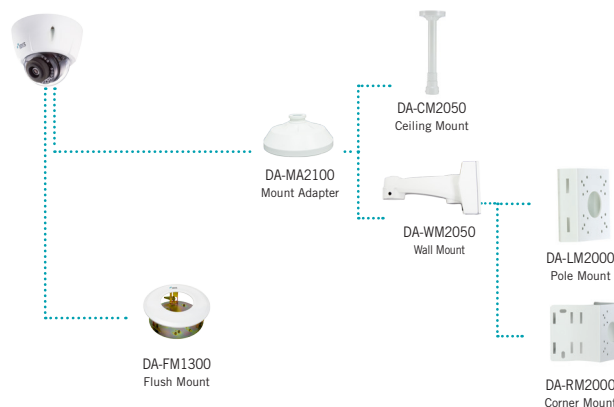 DA-CM2050
Ceiling Mount
DA-MA2100
Mount Adapter
DA-WM2050
Wall Mount
DA-LM2000
Pole Mount
DA-FM1300
Flush Mount
DA-RM2000
Corner Mount